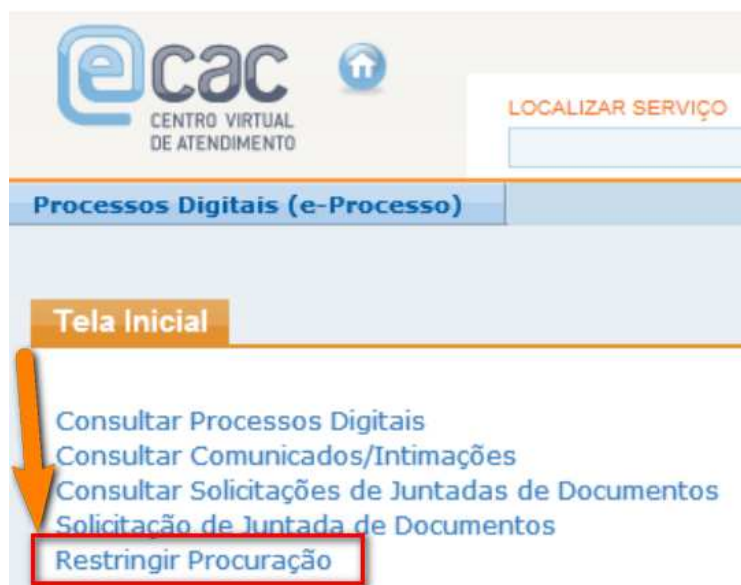 ecac
CENTRO VIRTUAL
DE ATENDIMENTO
LOCALIZAR SERVIÇO
Processos Digitais (e-Processo)
Tela Inicial
Consultar Processos Digitais
Consultar Comunicados/Intimações
Consultar Solicitações de Juntadas de Documentos
Solicitação de Juntada de Documentos
Restringir Procuração